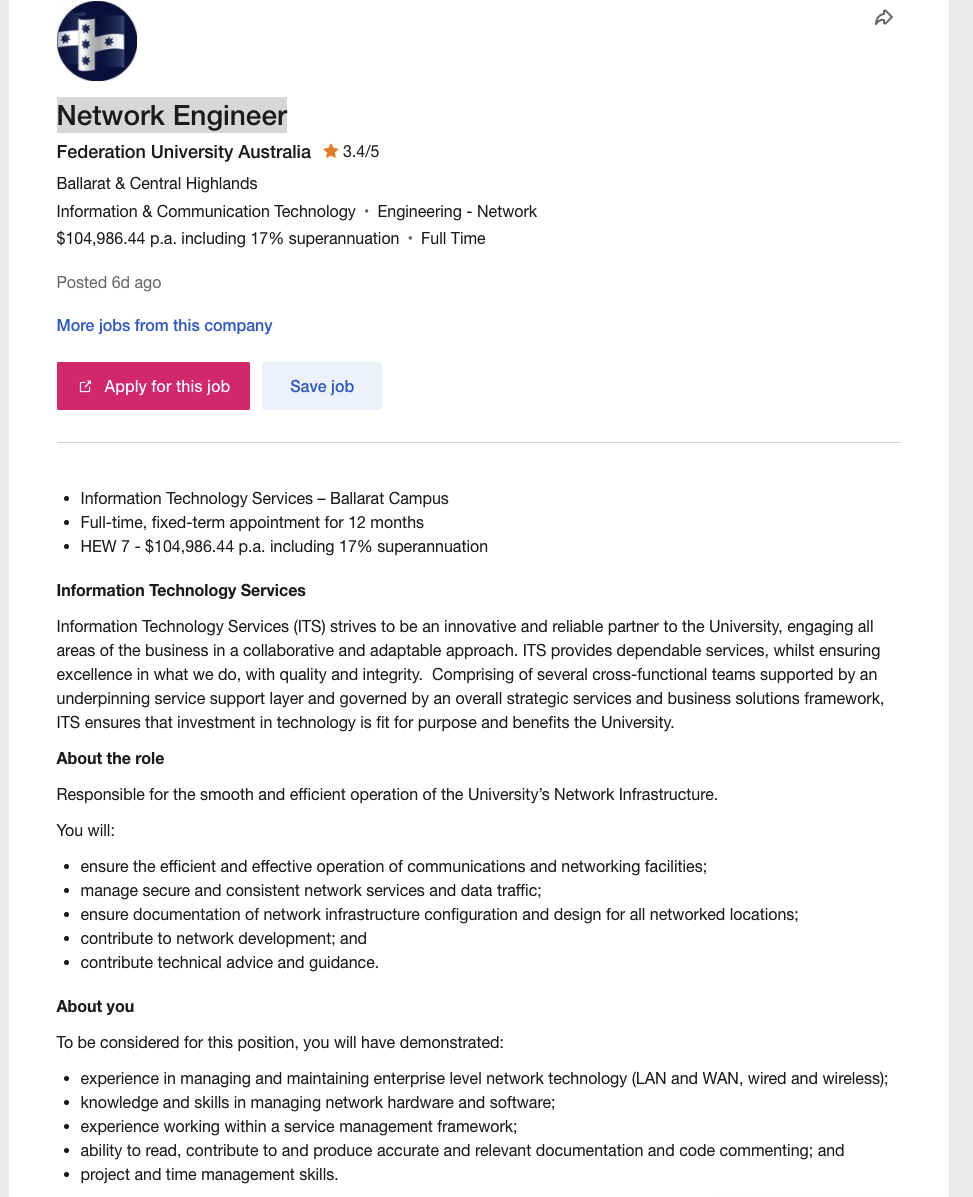 Network Engineer
Federation University Australia 3.4/5
Ballarat & Central Highlands
Information & Communication Technology • Engineering - Network
$104,986.44 p.a. including 17% superannuation • Full Time
Posted 6d ago
More jobs from this company
Apply for this job Save job
• Information Technology Services – Ballarat Campus
• Full-time, fixed-term appointment for 12 months
• HEW 7 - $104,986.44 p.a. including 17% superannuation
Information Technology Services
Information Technology Services (ITS) strives to be an innovative and reliable partner to the University, engaging all
areas of the business in a collaborative and adaptable approach. ITS provides dependable services, whilst ensuring
excellence in what we do, with quality and integrity.  Comprising of several cross-functional teams supported by an
underpinning service support layer and governed by an overall strategic services and business solutions framework,
ITS ensures that investment in technology is fit for purpose and benefits the University.
About the role
Responsible for the smooth and efficient operation of the University’s Network Infrastructure.
You will:
• ensure the efficient and effective operation of communications and networking facilities;
• manage secure and consistent network services and data traffic;
• ensure documentation of network infrastructure configuration and design for all networked locations;
• contribute to network development; and
• contribute technical advice and guidance.
About you
To be considered for this position, you will have demonstrated:
• experience in managing and maintaining enterprise level network technology (LAN and WAN, wired and wireless);
• knowledge and skills in managing network hardware and software;
• experience working within a service management framework;
• ability to read, contribute to and produce accurate and relevant documentation and code commenting; and
• project and time management skills.